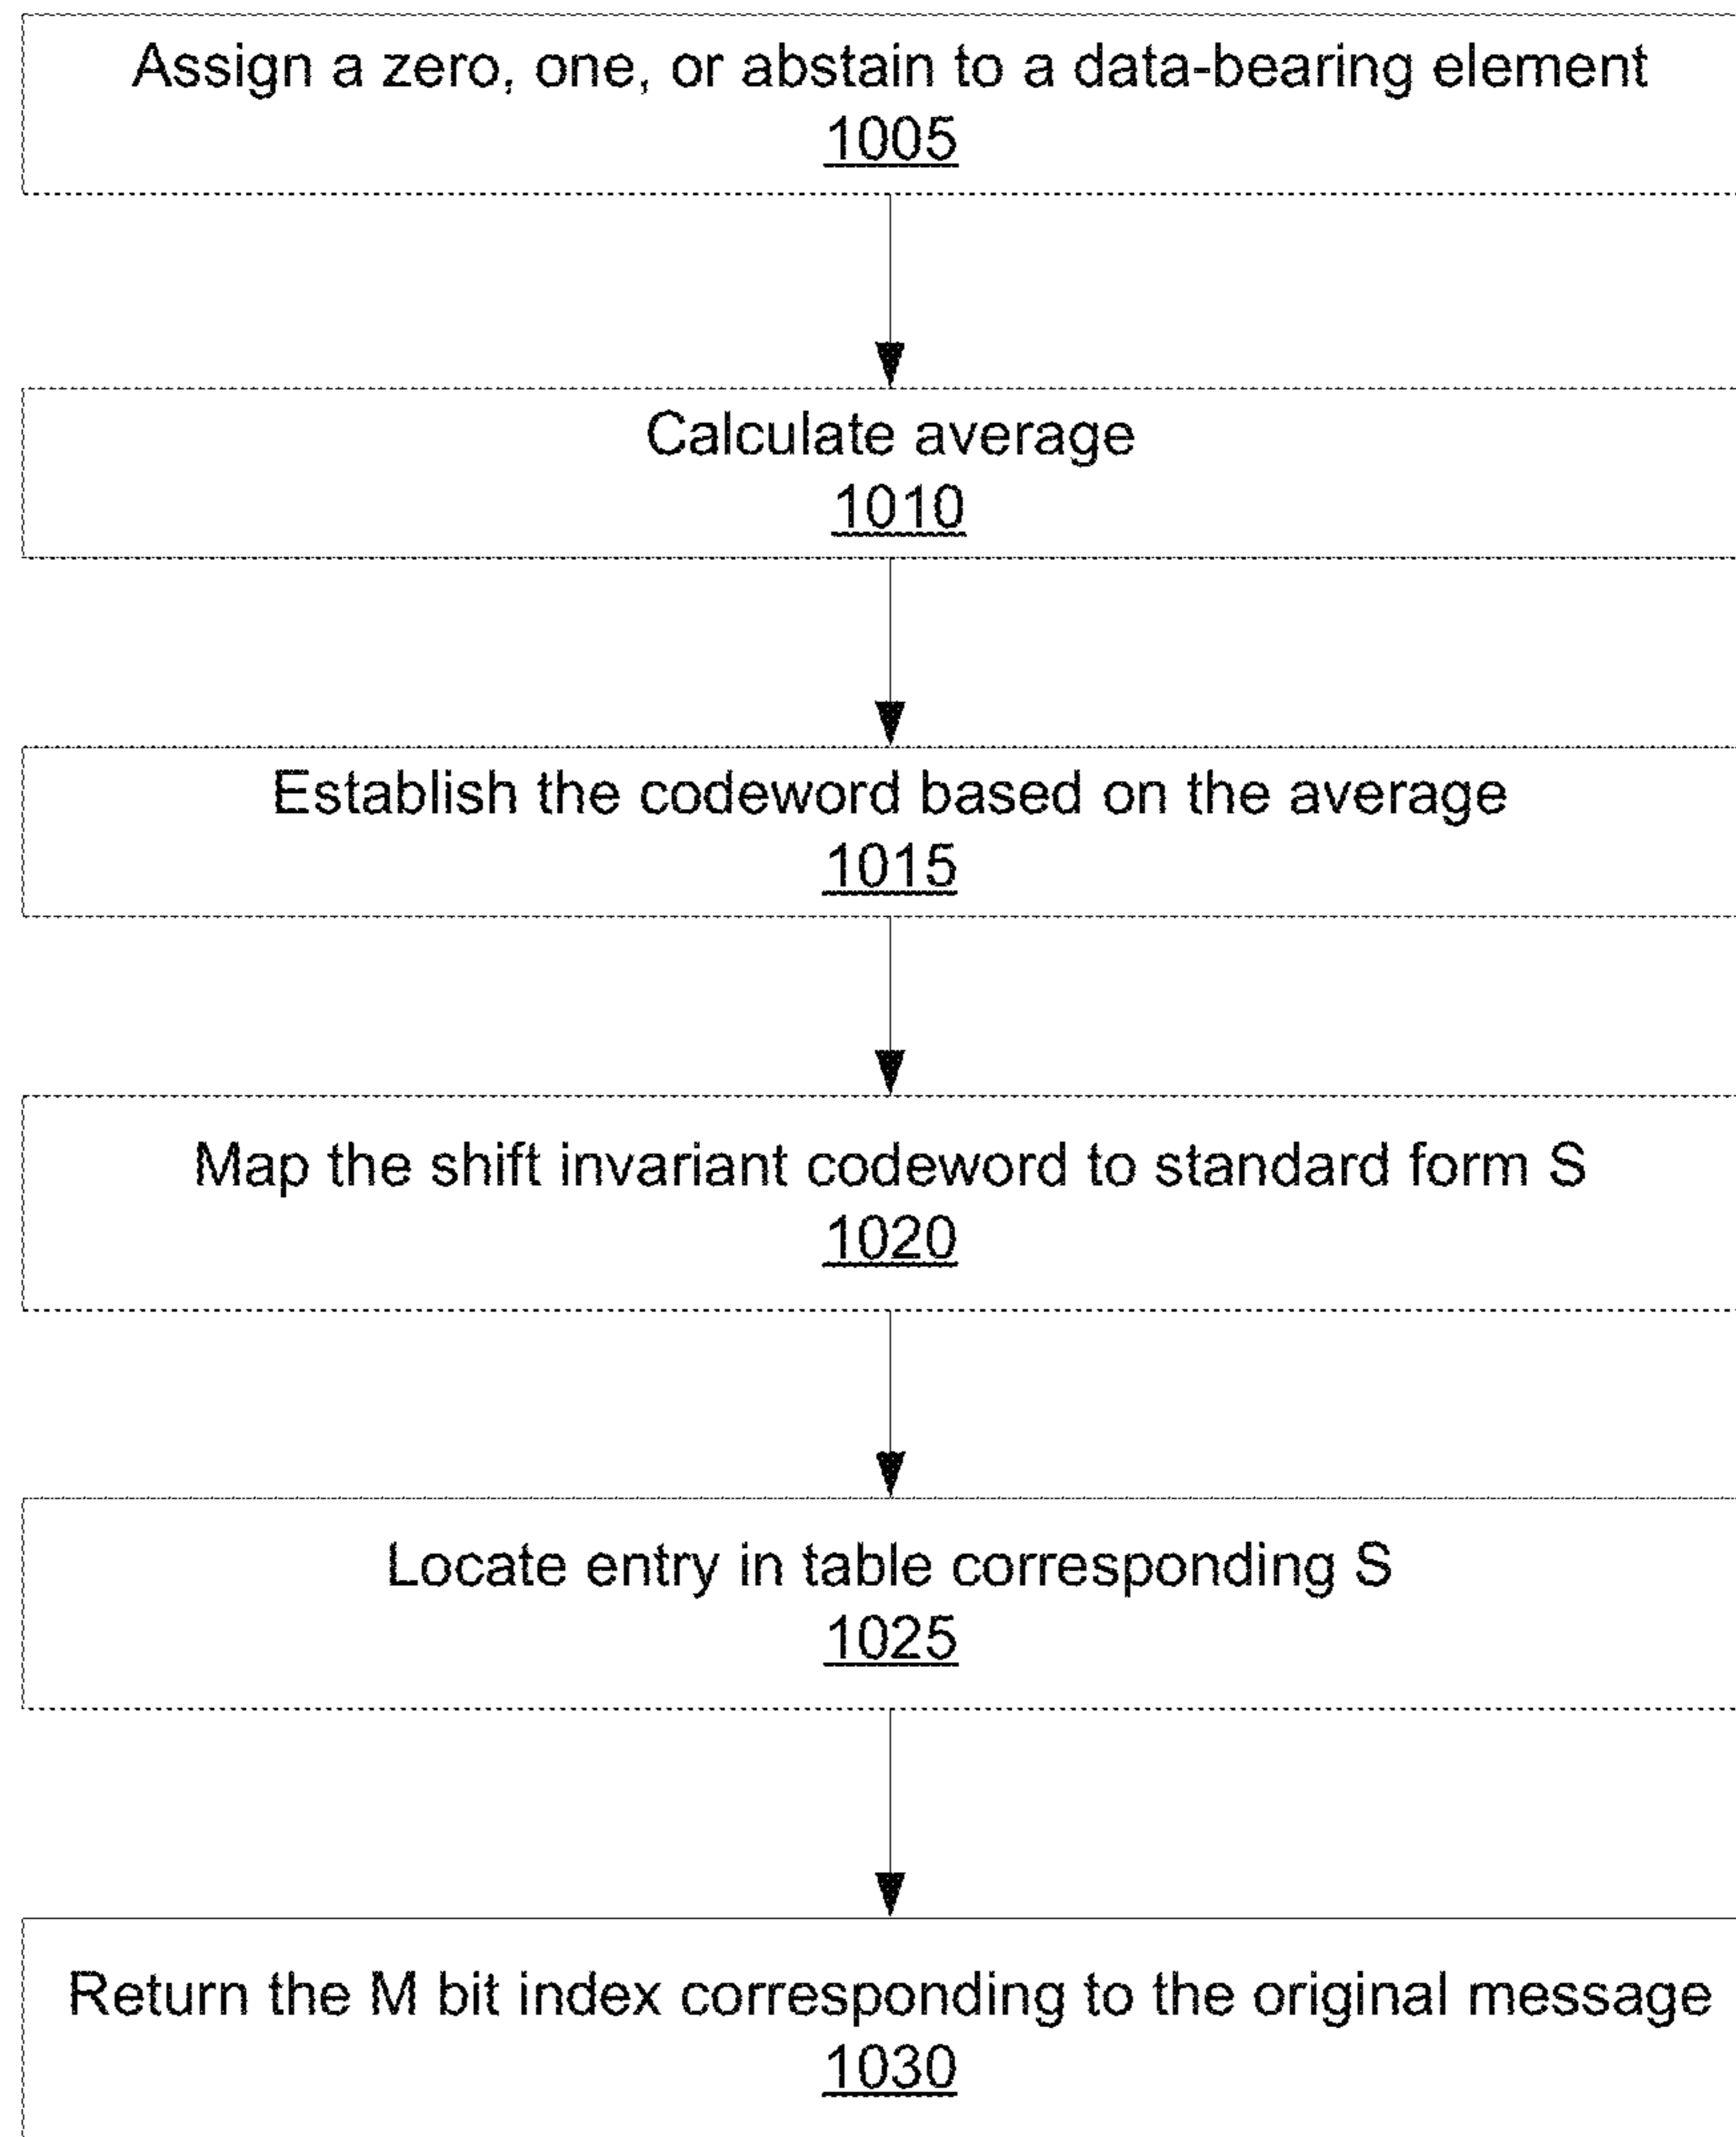 Assign a zero, one, or abstain to a data-bearing element
1005
Calculate average
1010
Establish the codeword based on the average
1015
Map the shift invariant codeword to standard form S
1020
Locate entry in table corresponding S
1025
Return the M bit index corresponding to the original message
1030